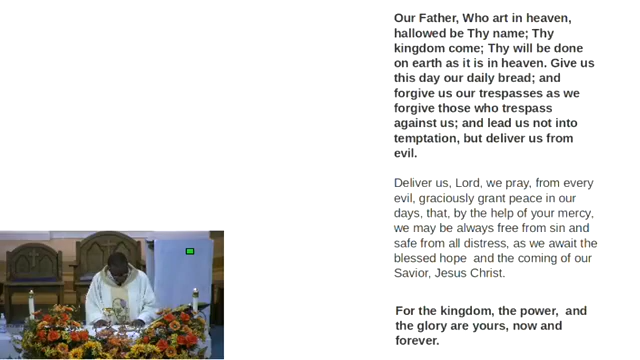 Our Father, Who art in heaven,
hallowed be Thy name; Thy
kingdom come; Thy will be done
on earth as it is in heaven. Give us
this day our daily bread; and
forgive us our trespasses as we
forgive those who trespass
against us; and lead us not into
temptation, but deliver us from
evil.
Deliver us, Lord, we pray, from every
evil, graciously grant peace in our
days, that, by the help of your mercy,
we may be always free from sin and
safe from all distress, as we await the
blessed hope and the coming of our
Savior, Jesus Christ.
For the kingdom, the power, and
the glory are yours, now and
forever.